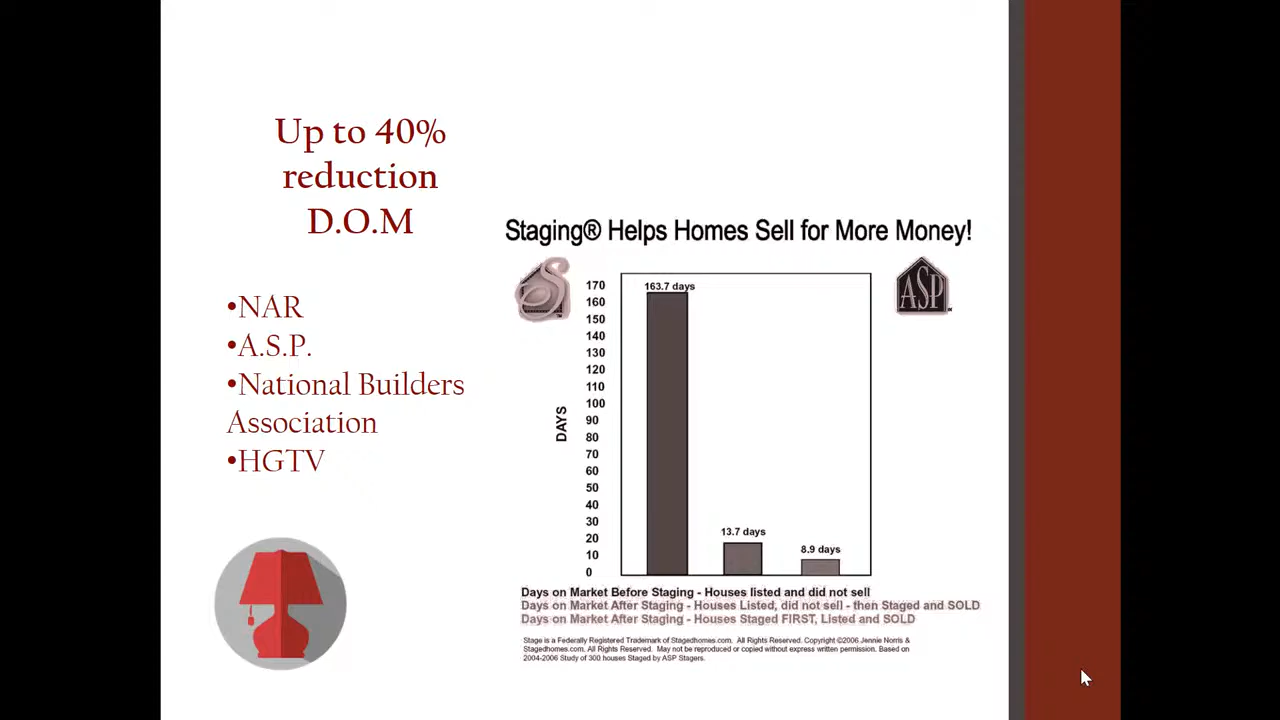 Up to 40%
reduction
D.O.M
•NAR
•A.S.P.
•National Builders
Association
•HGTV
Staging® Helps Homes Sell for More Money!
ASP
DAYS
170
160
150
140
130
120
110
100
90
80
70
60
50
40
30
20
10
0
163.7 days
13.7 days
8.9 days
Days on Market Before Staging - Houses listed and did not sell
Days on Market After Staging - Houses Listed, did not sell - then Staged and SOLD
Days on Market After Staging - Houses Staged FIRST, Listed and SOLD
Stage is a Federally Registered Trademark of Stagedhomes.com. All Rights Reserved. Copyright ©2006 Jennie Norris &
Stagedhomes.com. All Rights Reserved. May not be reproduced or copied without express written permission. Based on
2004-2006 Study of 300 houses Staged by ASP Stagers.